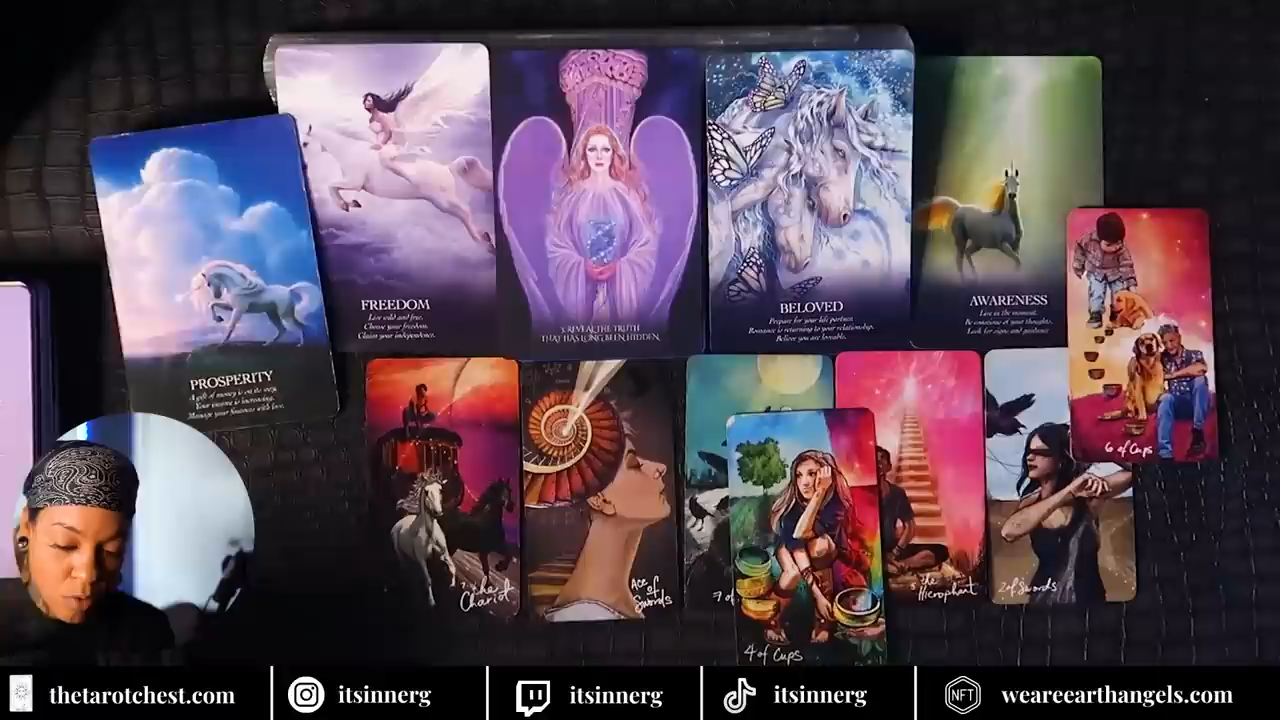 FREEDOM
Live wild and free.
Choose your freedom.
Claim your independence.
REVEAL THE TRUTH
THAT HAS LONG BEEN HIDDEN.
BELOVED
Prepare for your life partner.
Romance is returning to your relationship.
Believe you are lovable.
AWARENESS
Live in the moment.
Be conscious of your thoughts.
Look for signs and guidance.
PROSPERITY
A gift of money is on its way.
Your income is increasing.
Manage your finances with love.
6 of Cups
7. The
Chariot
Ace
of
Swords
7 of
4 of Cups
The
Hierophant
2 of Swords
thetarotchest.com
itsinnerg
itsinnerg
itsinnerg
NFT
weareearthangels.com